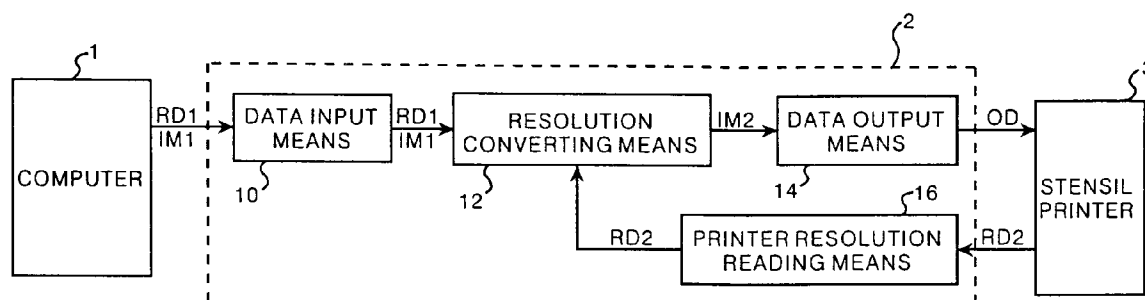 1
2
3
COMPUTER
RD1
IM1
DATA INPUT
MEANS
10
RD1
IM1
RESOLUTION
CONVERTING MEANS
12
IM2
DATA OUTPUT
MEANS
14
OD
STENSIL
PRINTER
16
RD2
PRINTER RESOLUTION
READING MEANS
RD2